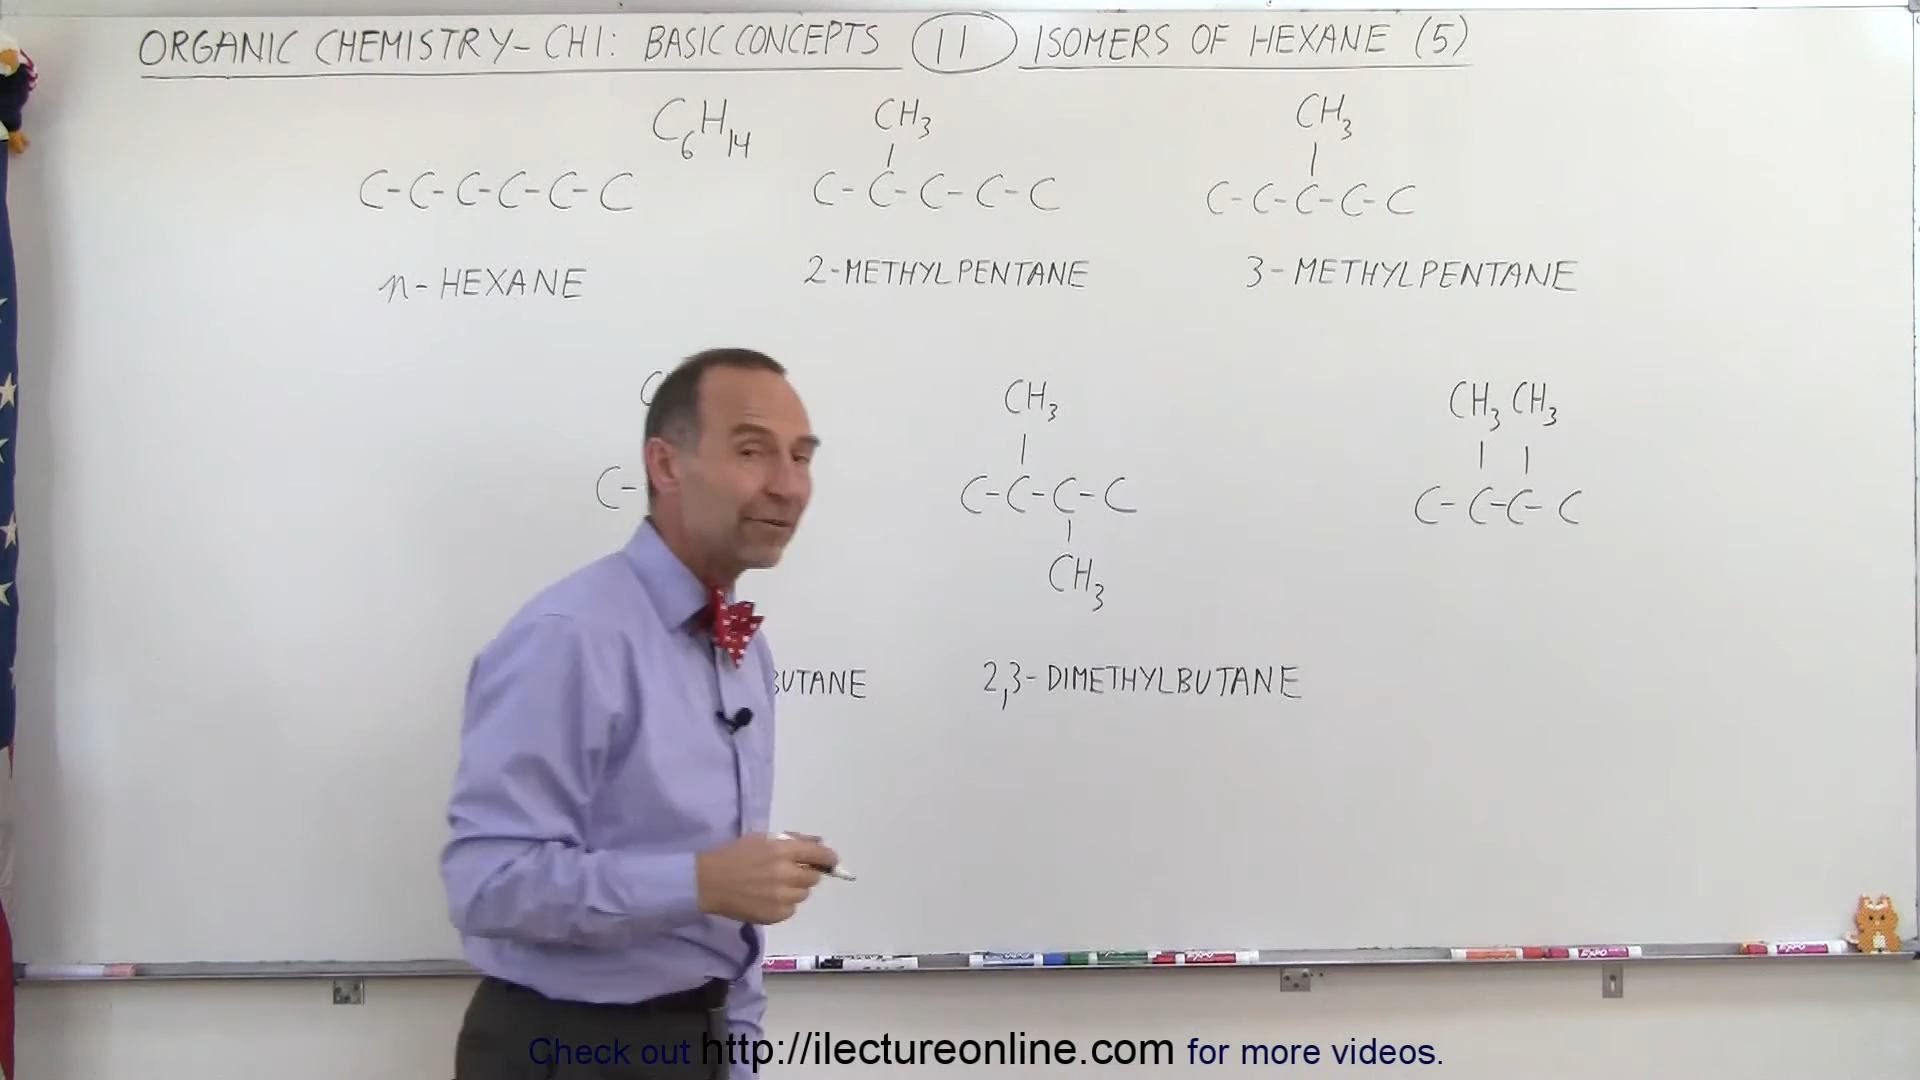 ORGANIC CHEMISTRY- CH1: BASIC CONCEPTS 11 ISOMERS OF HEXANE (5)
C6H14
C-C-C-C-C-C
n-HEXANE
CH3
C-C-C-C-C
2-METHYLPENTANE
CH3
C-C-C-C-C
3-METHYLPENTANE
C-
CH3
C-C-C-C
CH3
2,3-DIMETHYLBUTANE
CH3 CH3
C-C-C-C
Check out http://ilectureonline.com for more videos.